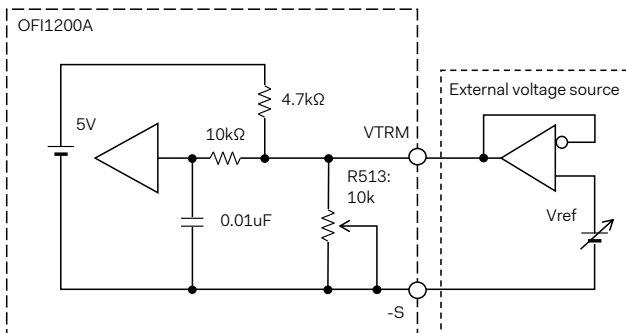 OFI1200A
External voltage source
4.7kΩ
5V
10kΩ
VTRM
R513:
10k
0.01uF
Vref
-S